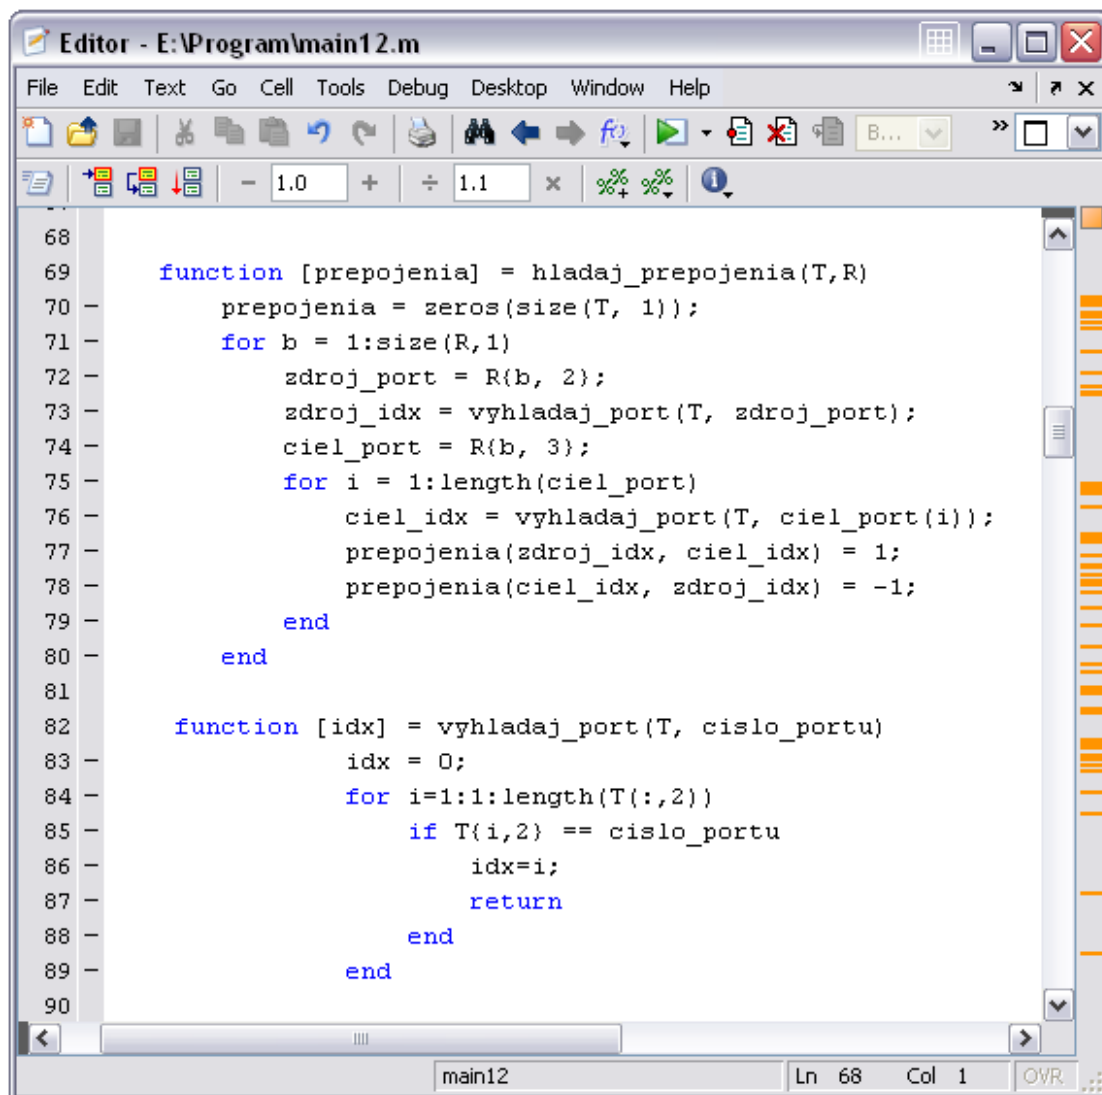 Editor - E:\Program\main12.m
File Edit Text Go Cell Tools Debug Desktop Window Help
B...
- 1.0 + ÷ 1.1 ×
68
69 function [prepojenia] = hladaj_prepojenia(T,R)
70 - prepojenia = zeros(size(T, 1));
71 - for b = 1:size(R,1)
72 - zdroj_port = R{b, 2};
73 - zdroj_idx = vyhladaj_port(T, zdroj_port);
74 - ciel_port = R{b, 3};
75 - for i = 1:length(ciel_port)
76 - ciel_idx = vyhladaj_port(T, ciel_port(i));
77 - prepojenia(zdroj_idx, ciel_idx) = 1;
78 - prepojenia(ciel_idx, zdroj_idx) = -1;
79 - end
80 - end
81
82 function [idx] = vyhladaj_port(T, cislo_portu)
83 - idx = 0;
84 - for i=1:1:length(T(:,2))
85 - if T{i,2} == cislo_portu
86 - idx=i;
87 - return
88 - end
89 - end
90
main12 Ln 68 Col 1 OVR